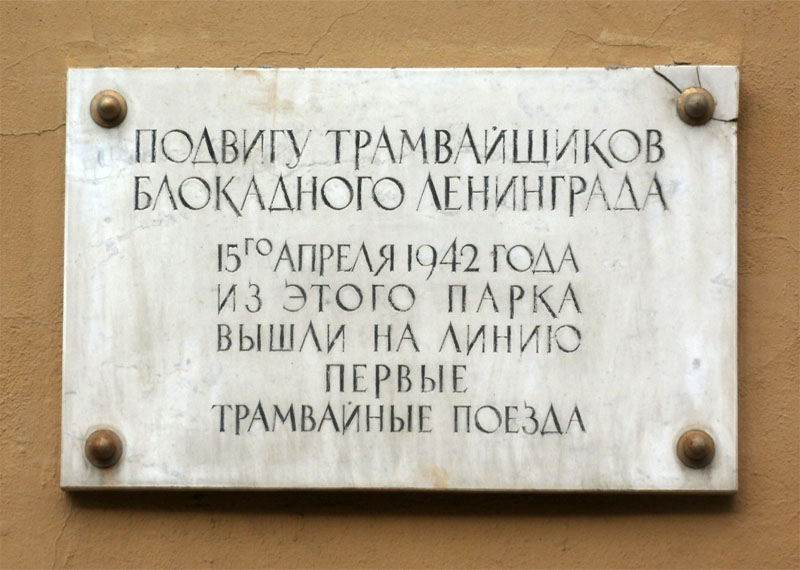 ПОДВИГУ ТРАМВАЙЩИКОВ
БЛОКАДНОГО ЛЕНИНГРАДА
15ГО АПРЕЛЯ 1942 ГОДА
ИЗ ЭТОГО ПАРКА
ВЫШЛИ НА ЛИНИЮ
ПЕРВЫЕ
ТРАМВАЙНЫЕ ПОЕЗДА